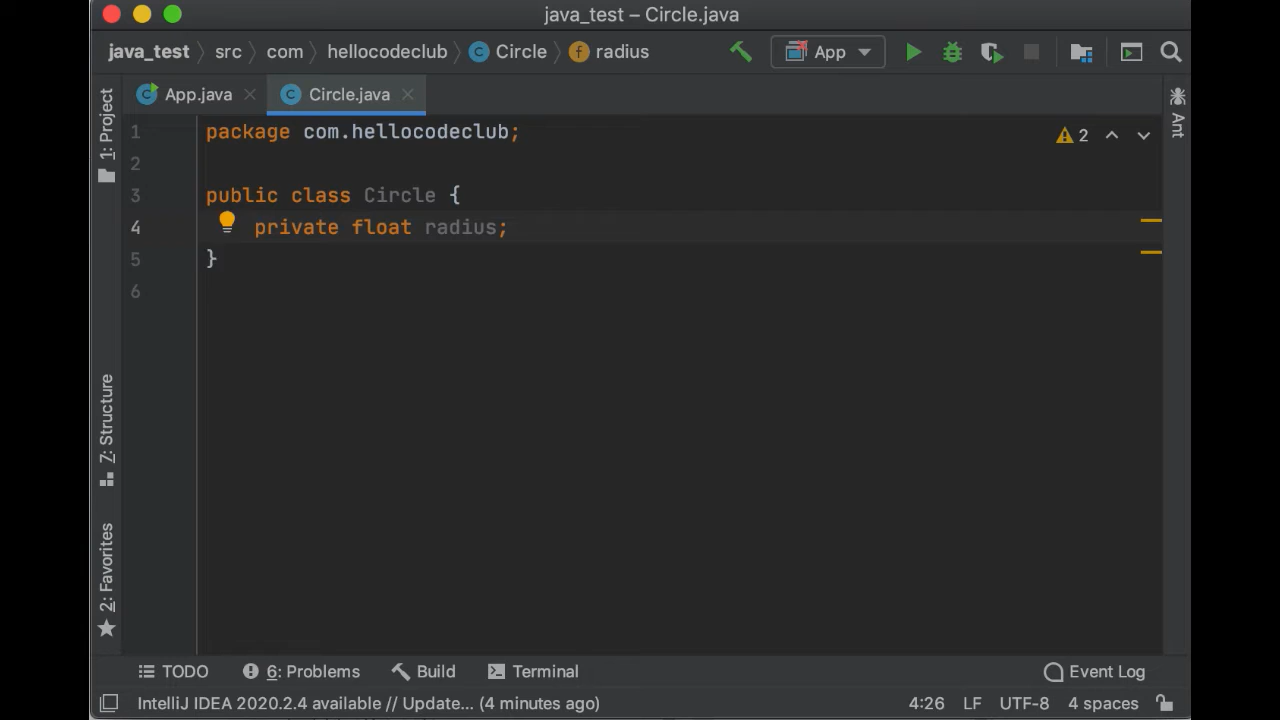 java_test – Circle.java
java_test src com hellocodeclub C Circle f radius App
C App.java C Circle.java
1 package com.hellocodeclub; 2
2
3 public class Circle {
4 private float radius;
5 }
6
1: Project
7: Structure
2: Favorites
Ant
TODO 6: Problems Build Terminal Event Log
IntelliJ IDEA 2020.2.4 available // Update... (4 minutes ago) 4:26 LF UTF-8 4 spaces